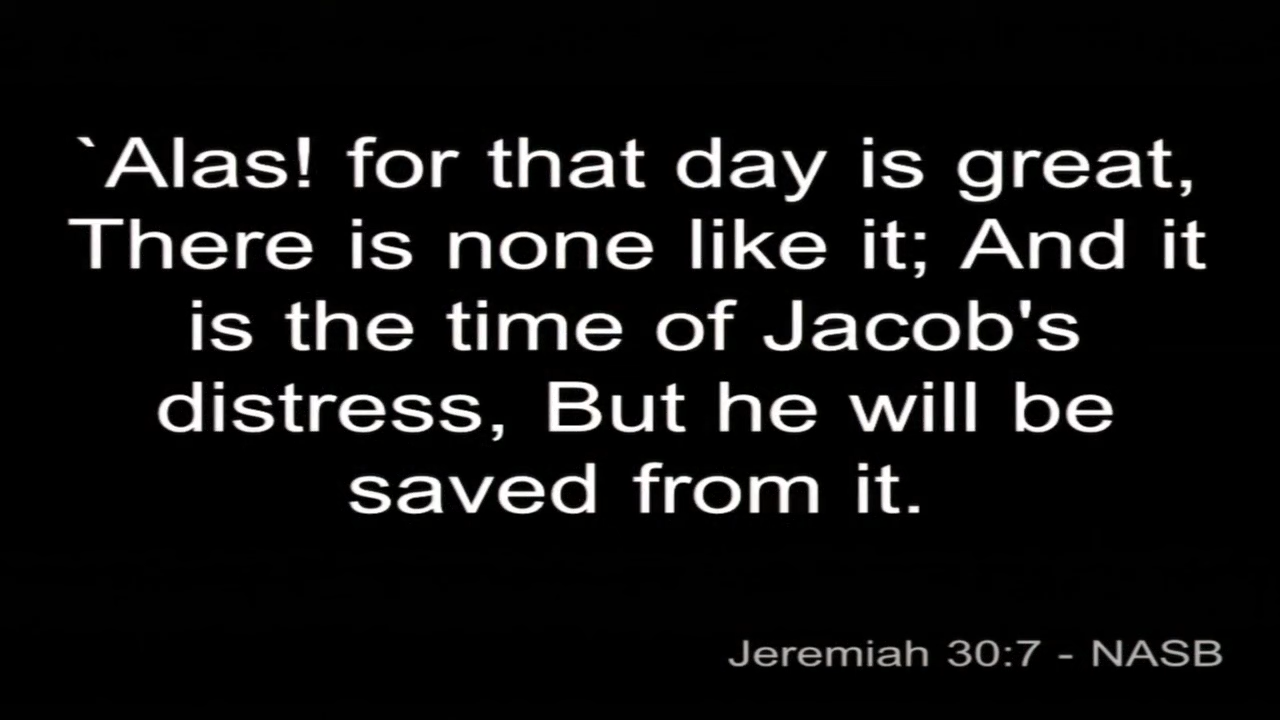 `Alas! for that day is great,
There is none like it; And it
is the time of Jacob's
distress, But he will be
saved from it.
Jeremiah 30:7 - NASB